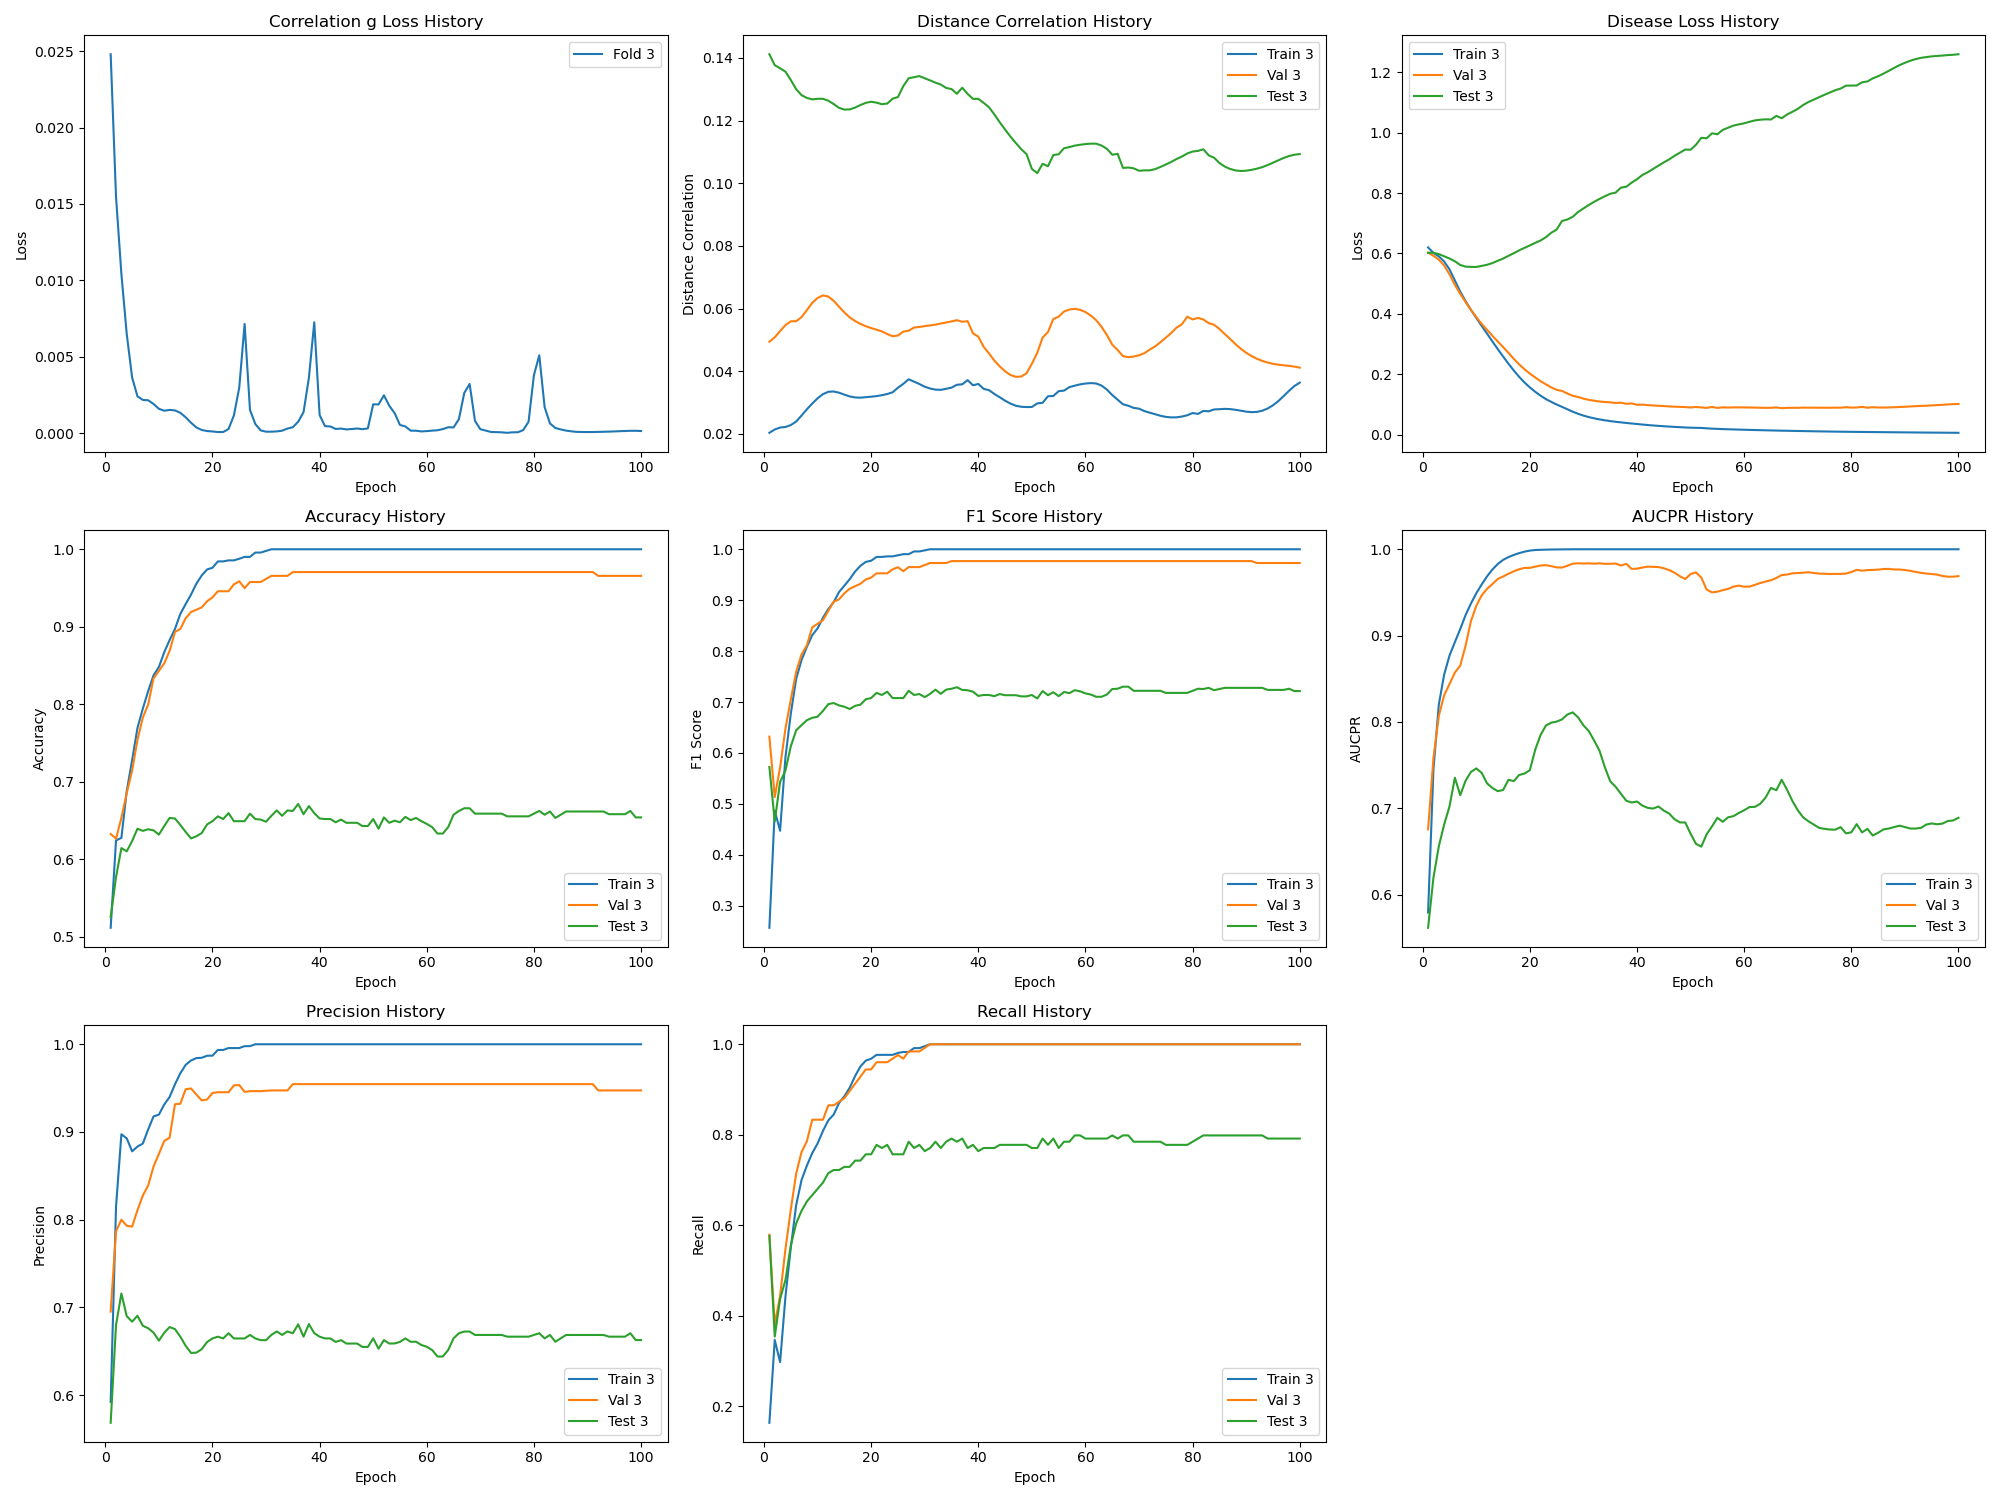 Correlation g Loss History
Loss
0.025
0.020
0.015
0.010
0.005
0.000
Fold 3
0 20 40 60 80 100
Epoch
Distance Correlation History
Distance Correlation
0.14
0.12
0.10
0.08
0.06
0.04
0.02
Train 3
Val 3
Test 3
0 20 40 60 80 100
Epoch
Disease Loss History
Loss
1.2
1.0
0.8
0.6
0.4
0.2
0.0
Train 3
Val 3
Test 3
0 20 40 60 80 100
Epoch
Accuracy History
Accuracy
1.0
0.9
0.8
0.7
0.6
0.5
Train 3
Val 3
Test 3
0 20 40 60 80 100
Epoch
F1 Score History
F1 Score
1.0
0.9
0.8
0.7
0.6
0.5
0.4
0.3
Train 3
Val 3
Test 3
0 20 40 60 80 100
Epoch
AUCPR History
AUCPR
1.0
0.9
0.8
0.7
0.6
Train 3
Val 3
Test 3
0 20 40 60 80 100
Epoch
Precision History
Precision
1.0
0.9
0.8
0.7
0.6
Train 3
Val 3
Test 3
0 20 40 60 80 100
Epoch
Recall History
Recall
1.0
0.8
0.6
0.4
0.2
Train 3
Val 3
Test 3
0 20 40 60 80 100
Epoch